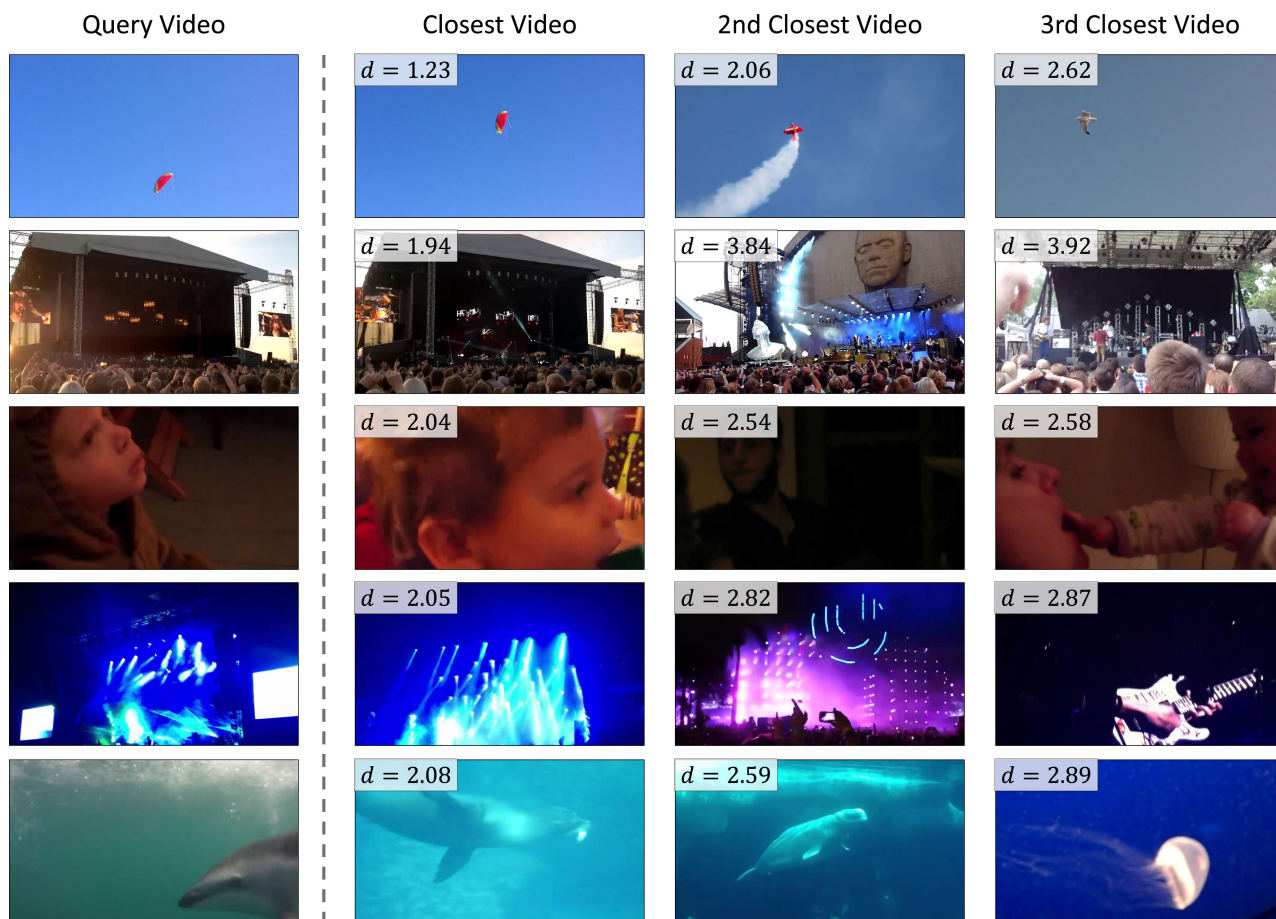 Query Video
Closest Video
2nd Closest Video
3rd Closest Video
d = 1.23
d = 2.06
d = 2.62
d = 1.94
d = 3.84
d = 3.92
d = 2.04
d = 2.54
d = 2.58
d = 2.05
d = 2.82
d = 2.87
d = 2.08
d = 2.59
d = 2.89